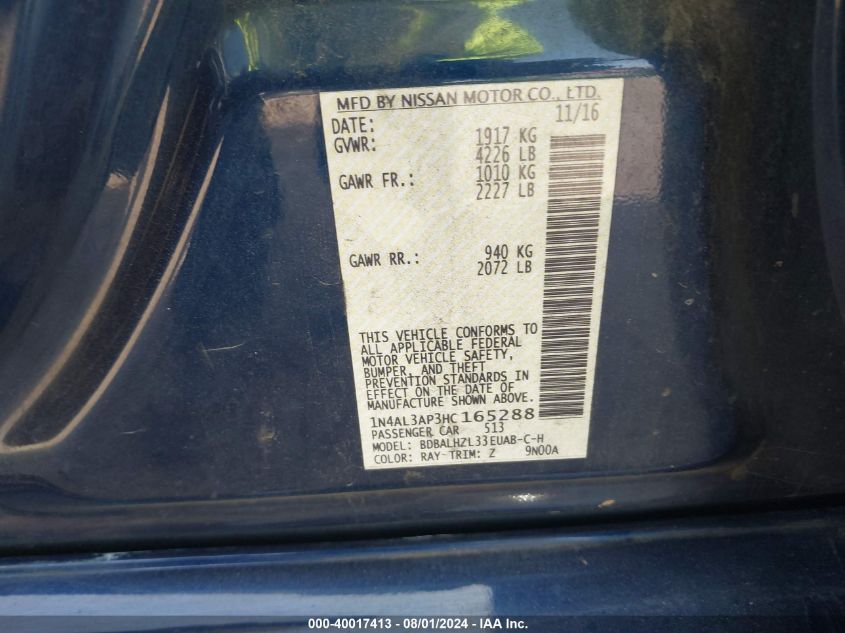 MFD BY NISSAN MOTOR CO., LTD.
DATE: 11/16
GVWR: 1917 KG
4226 LB
GAWR FR.: 1010 KG
2227 LB
GAWR RR.: 940 KG
2072 LB
THIS VEHICLE CONFORMS TO
ALL APPLICABLE FEDERAL
MOTOR VEHICLE SAFETY,
BUMPER, AND THEFT
PREVENTION STANDARDS IN
EFFECT ON THE DATE OF
MANUFACTURE SHOWN ABOVE.
1N4AL3AP3HC165288
PASSENGER CAR 513
MODEL: BDBALHZL33EUAB-C-H
COLOR: RAY-TRIM: Z 9N00A
000-40017413 - 08/01/2024 - IAA Inc.